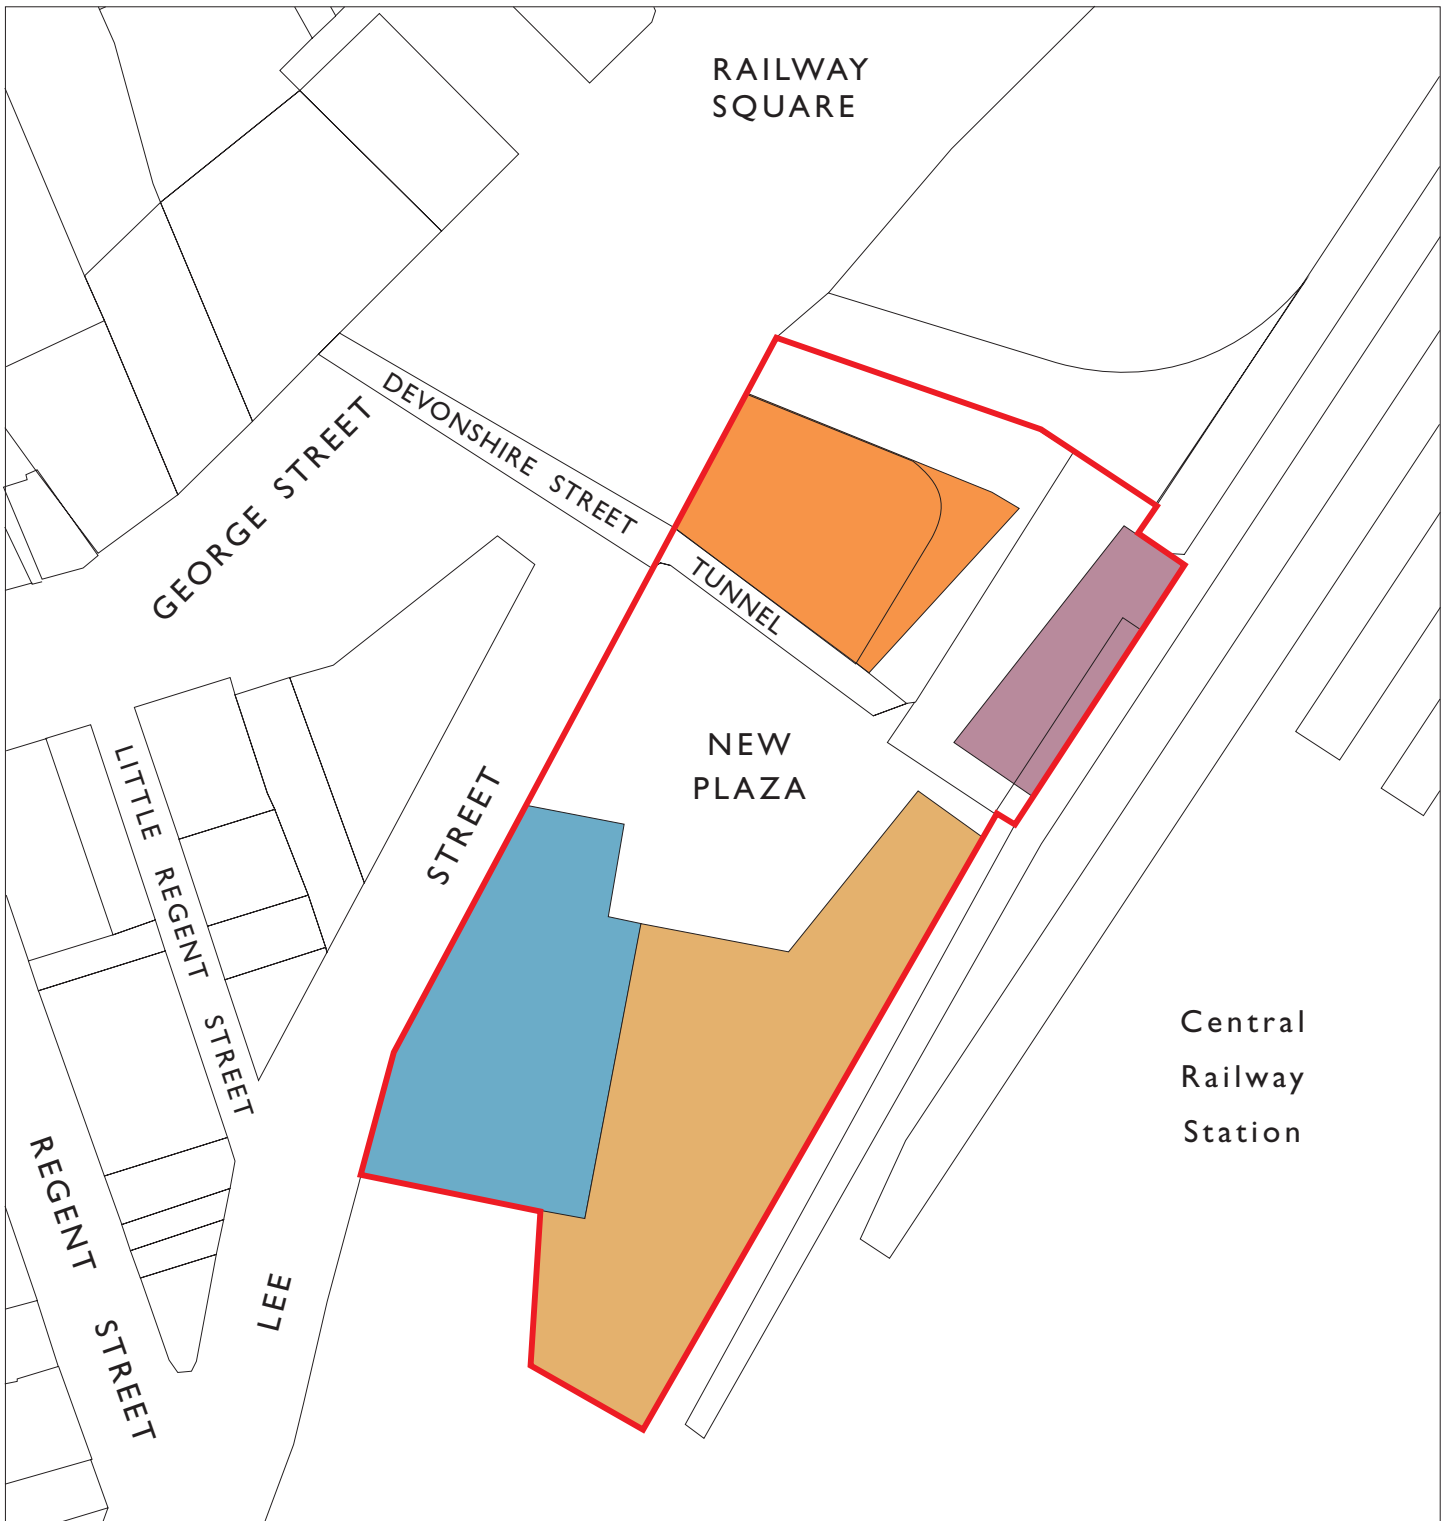 RAILWAY
SQUARE
DEVONSHIRE STREET
TUNNEL
GEORGE STREET
NEW
PLAZA
LITTLE REGENT STREET
LEE STREET
REGENT STREET
Central
Railway
Station